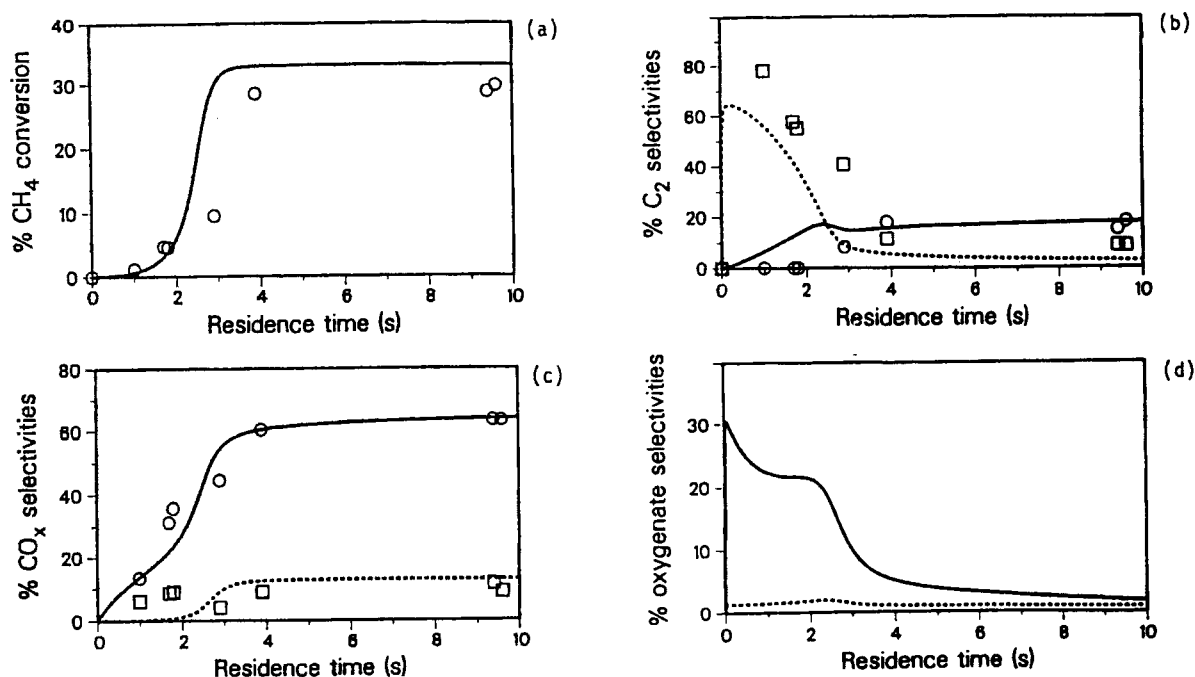 (a)
% CH4 conversion
40
30
20
10
0
0 2 4 6 8 10
Residence time (s)
(b)
% C2 selectivities
80
60
40
20
0
0 2 4 6 8 10
Residence time (s)
(c)
% COx selectivities
80
60
40
20
0
0 2 4 6 8 10
Residence time (s)
(d)
% oxygenate selectivities
30
20
10
0
0 2 4 6 8 10
Residence time (s)